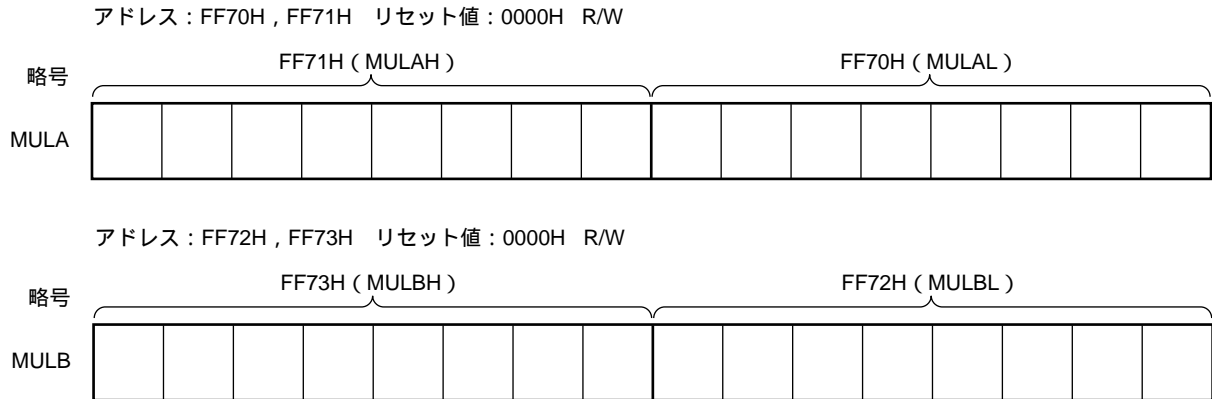 アドレス：FF70H , FF71H リセット値：0000H R/W
略号 FF71H ( MULAH ) FF70H ( MULAL )
MULA
アドレス：FF72H , FF73H リセット値：0000H R/W
略号 FF73H ( MULBH ) FF72H ( MULBL )
MULB